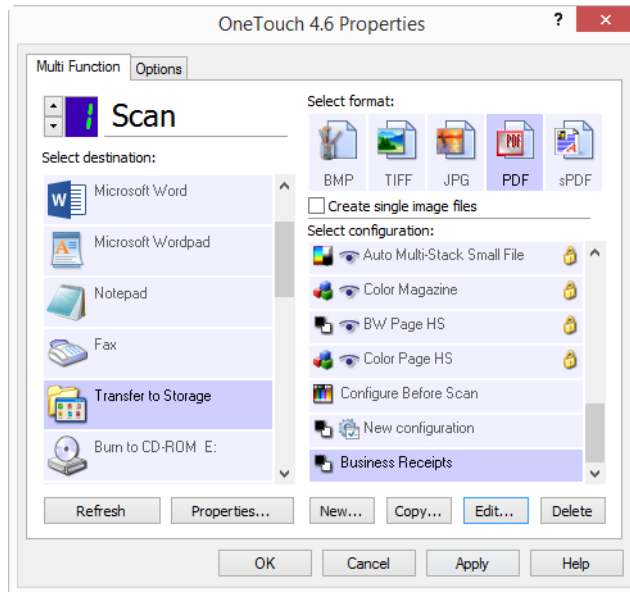 OneTouch 4.6 Properties
?
×
Multi Function
Options
1
Scan
Select destination:
W
Microsoft Word
A
Microsoft Wordpad
Notepad
Fax
Transfer to Storage
Burn to CD-ROM E:
Refresh
Properties...
Select format:
PDF
A
BMP
TIFF
JPG
PDF
sPDF
Create single image files
Select configuration:
Auto Multi-Stack Small File
Color Magazine
BW Page HS
Color Page HS
Configure Before Scan
New configuration
Business Receipts
New...
Copy...
Edit...
Delete
OK
Cancel
Apply
Help